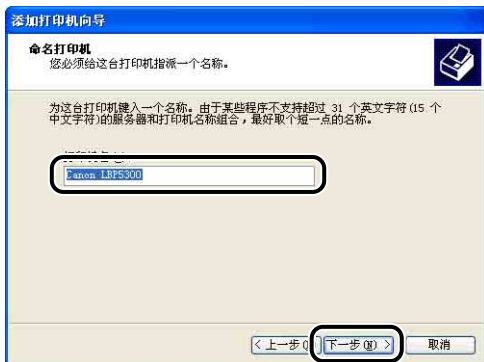 添加打印机向导
命名打印机
您必须给这台打印机指派一个名称。
为这台打印机键入一个名称。由于某些程序不支持超过 31 个英文字符(15 个
中文字符)的服务器和打印机名称组合，最好取个短一点的名称。
Canon LBP5300
< 上一步 下一步(N) > 取消